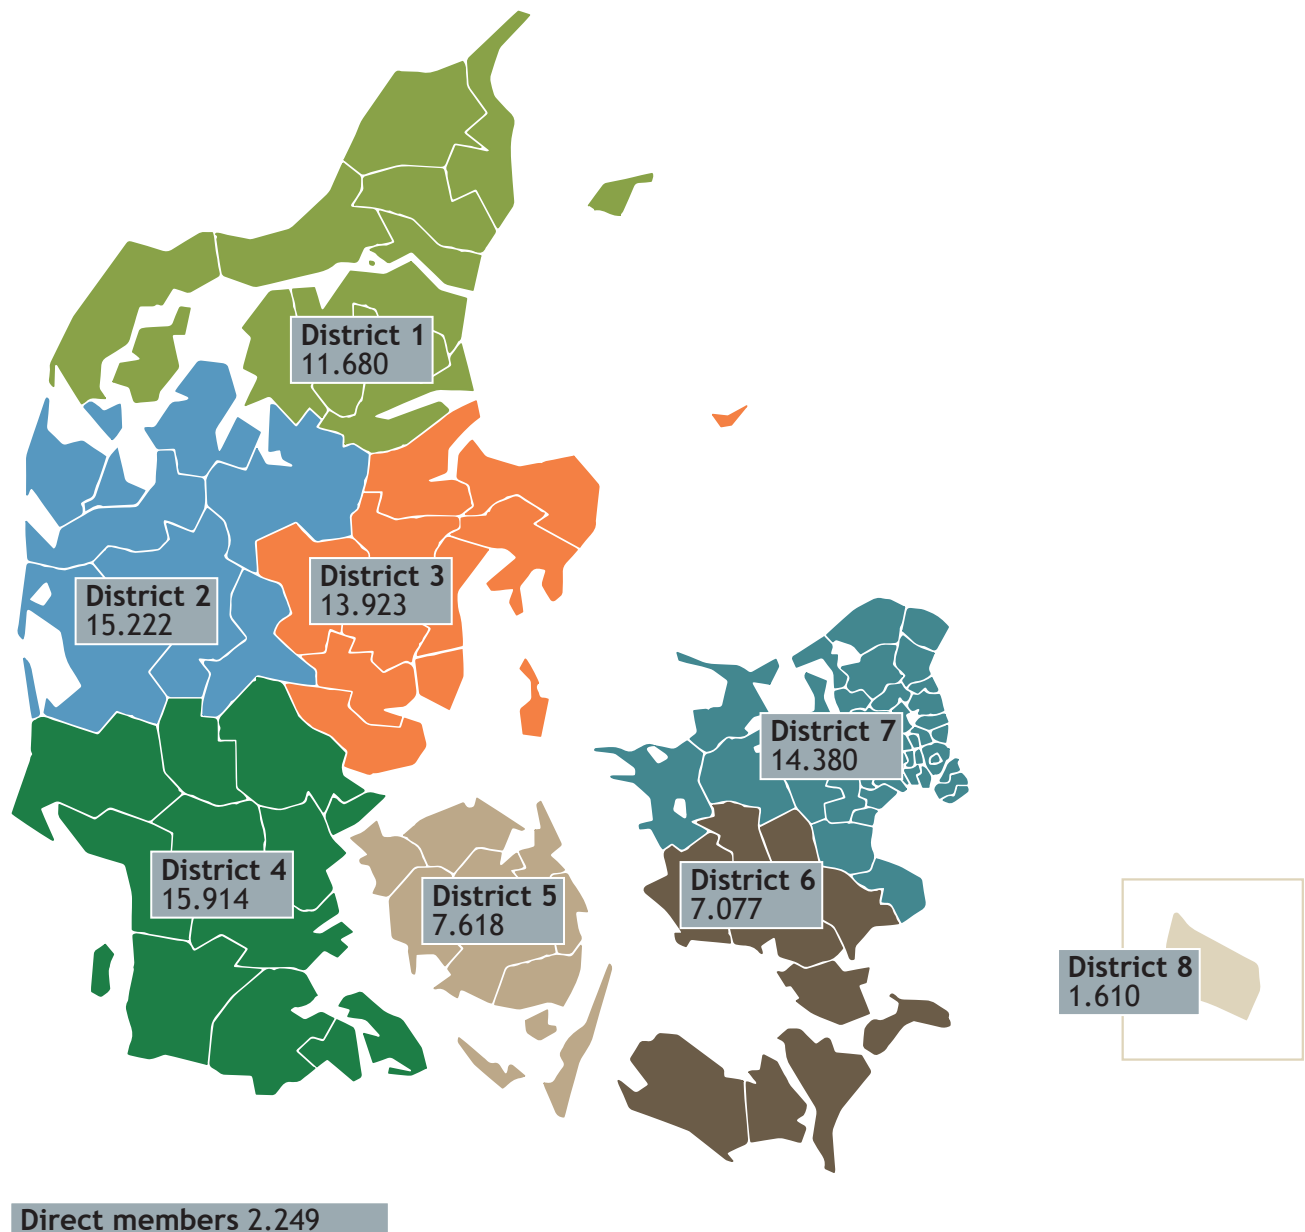 District 1
11.680
District 2
15.222
District 3
13.923
District 4
15.914
District 5
7.618
District 6
7.077
District 7
14.380
District 8
1.610
Direct members 2.249